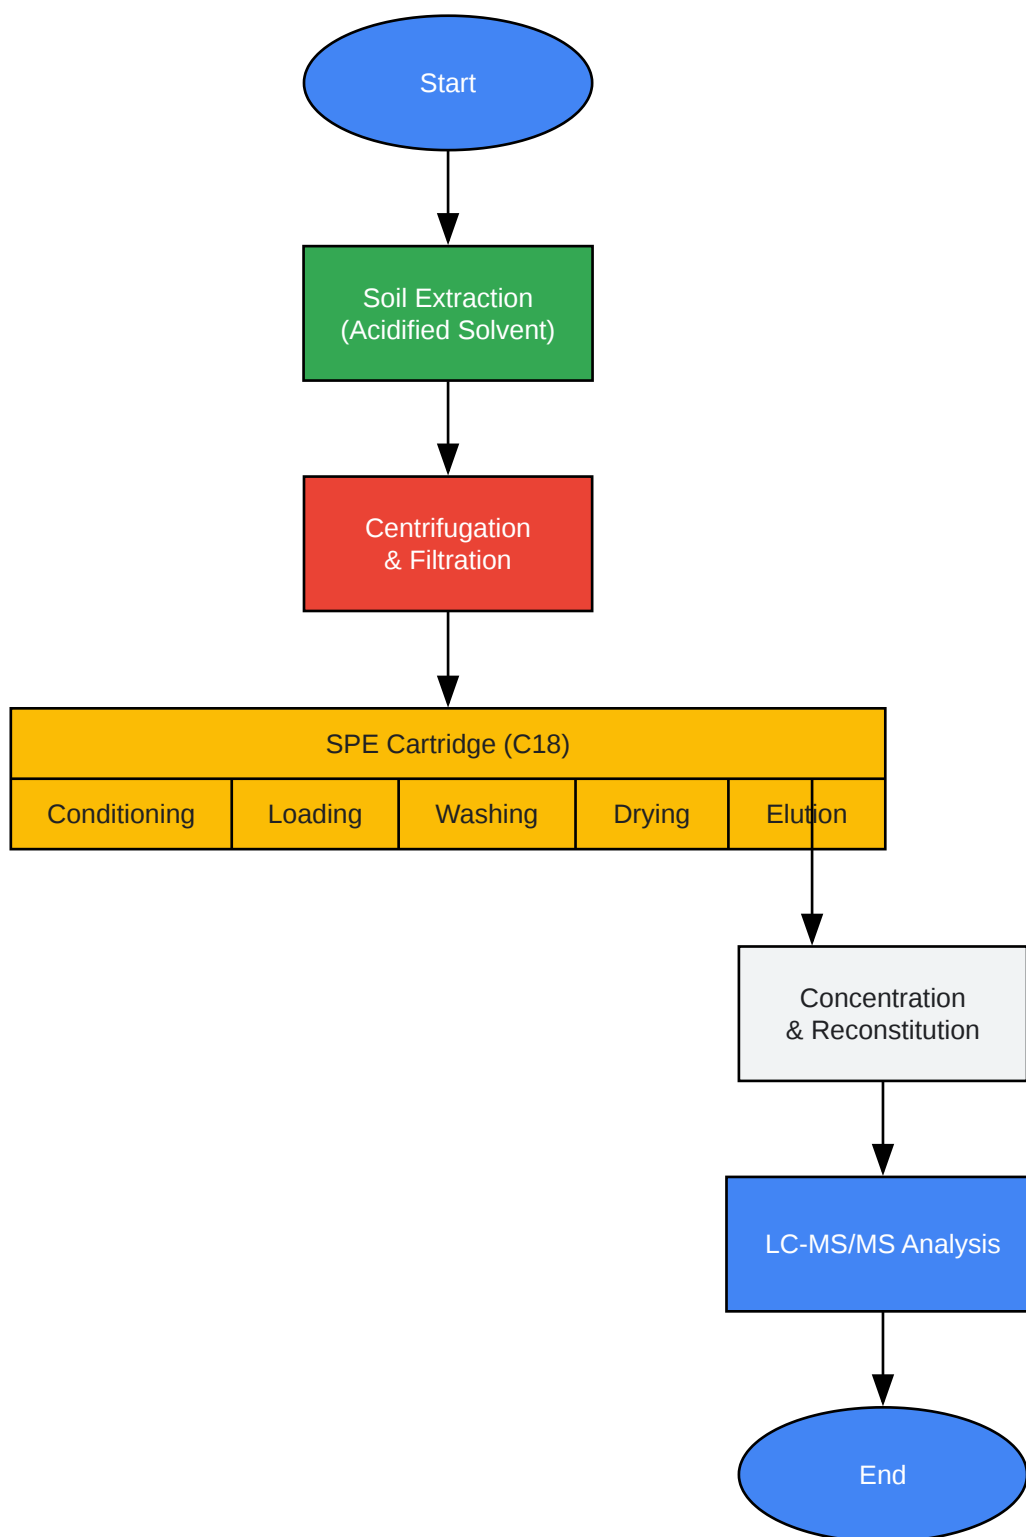 Start
Soil Extraction
(Acidified Solvent)
Centrifugation
& Filtration
SPE Cartridge (C18)
Conditioning
Loading
Washing
Drying
Elution
Concentration
& Reconstitution
LC-MS/MS Analysis
End